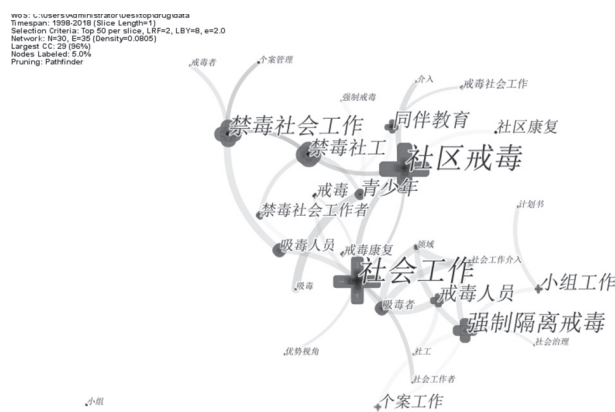 WoS: C:\Users\Administrator\Desktop\drug\data
Timespan: 1998-2018 (Slice Length=1)
Selection Criteria: Top 50 per slice, LRF=2, LBY=8, e=2.0
Network: N=30, E=35 (Density=0.0805)
Largest CC: 29 (96%)
Nodes Labeled: 5.0%
Pruning: Pathfinder
戒毒者
个案管理
强制戒毒
介入
戒毒社会工作
禁毒社会工作
同伴教育
社区康复
禁毒社工
社区戒毒
戒毒
青少年
禁毒社会工作者
计划书
吸毒人员
戒毒康复
领域
社会工作
社会工作介入
吸毒
戒毒人员
小组工作
吸毒者
强制隔离戒毒
社会治理
优势视角
社工
社会工作者
小组
个案工作